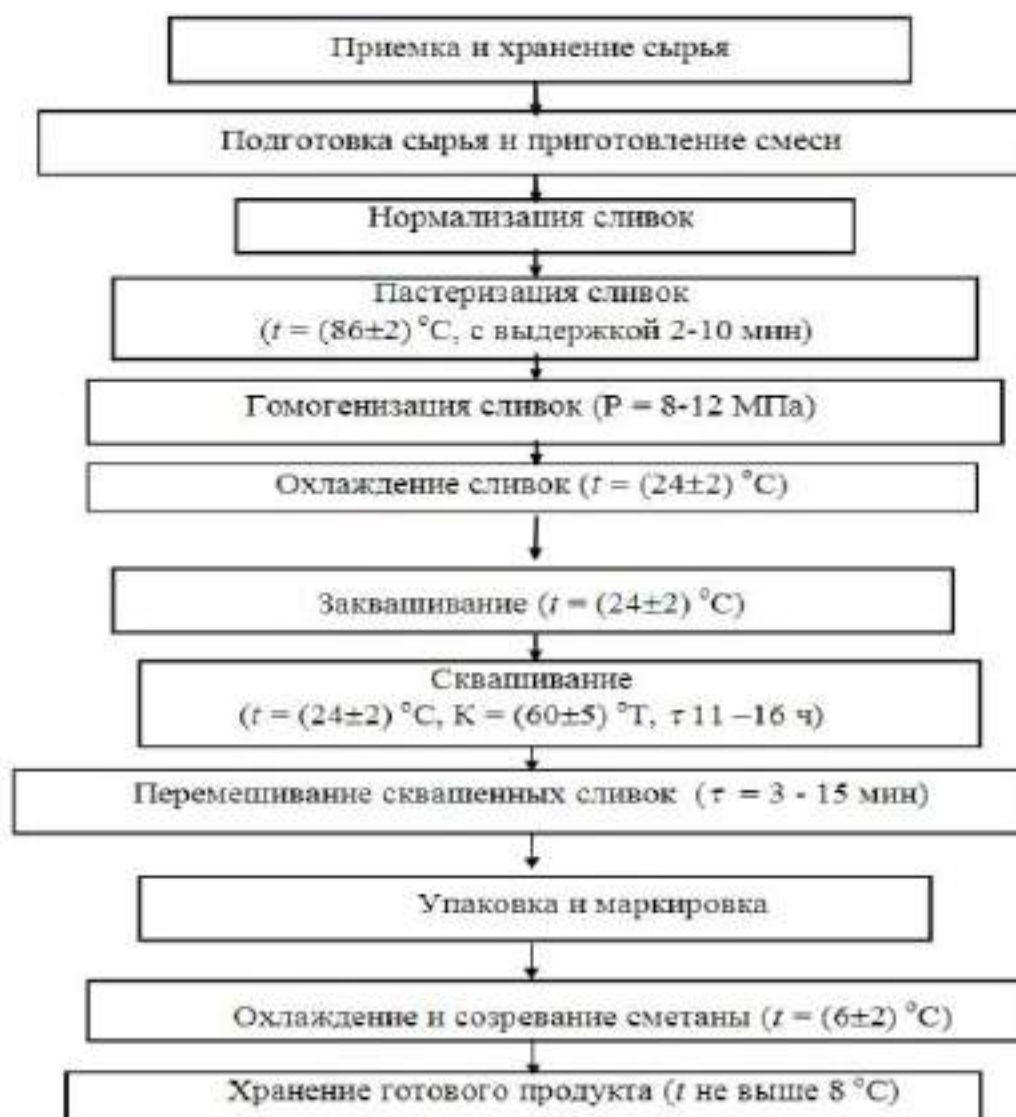 Приемка и хранение сырья
Подготовка сырья и приготовление смеси
Нормализация сливок
Пастеризация сливок
(t = (86±2) °С, с выдержкой 2-10 мин)
Гомогенизация сливок (Р = 8-12 МПа)
Охлаждение сливок (t = (24±2) °С)
Заквашивание (t = (24±2) °С)
Сквашивание
(t = (24±2) °С, К = (60±5) °Т, τ 11 –16 ч)
Перемешивание сквашенных сливок (τ = 3 - 15 мин)
Упаковка и маркировка
Охлаждение и созревание сметаны (t = (6±2) °С)
Хранение готового продукта (t не выше 8 °С)